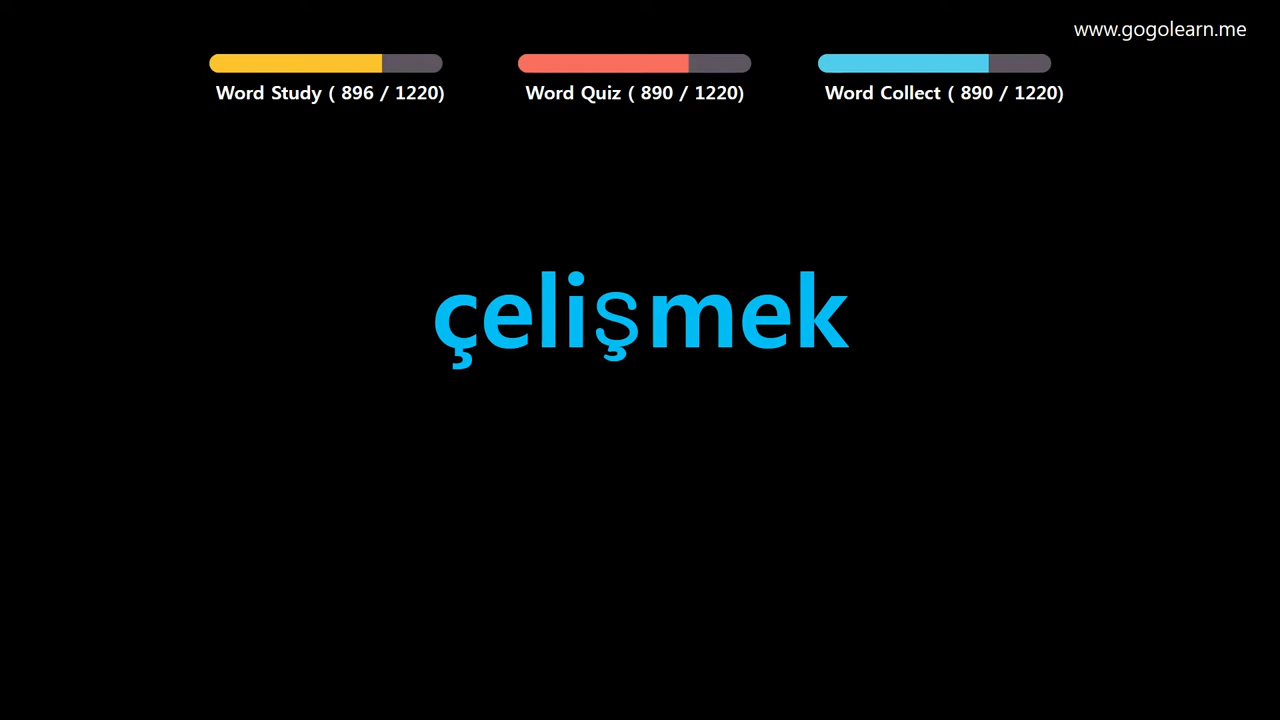 www.gogolearn.me
Word Study ( 896 / 1220)
Word Quiz ( 890 / 1220)
Word Collect ( 890 / 1220)
çelişmek